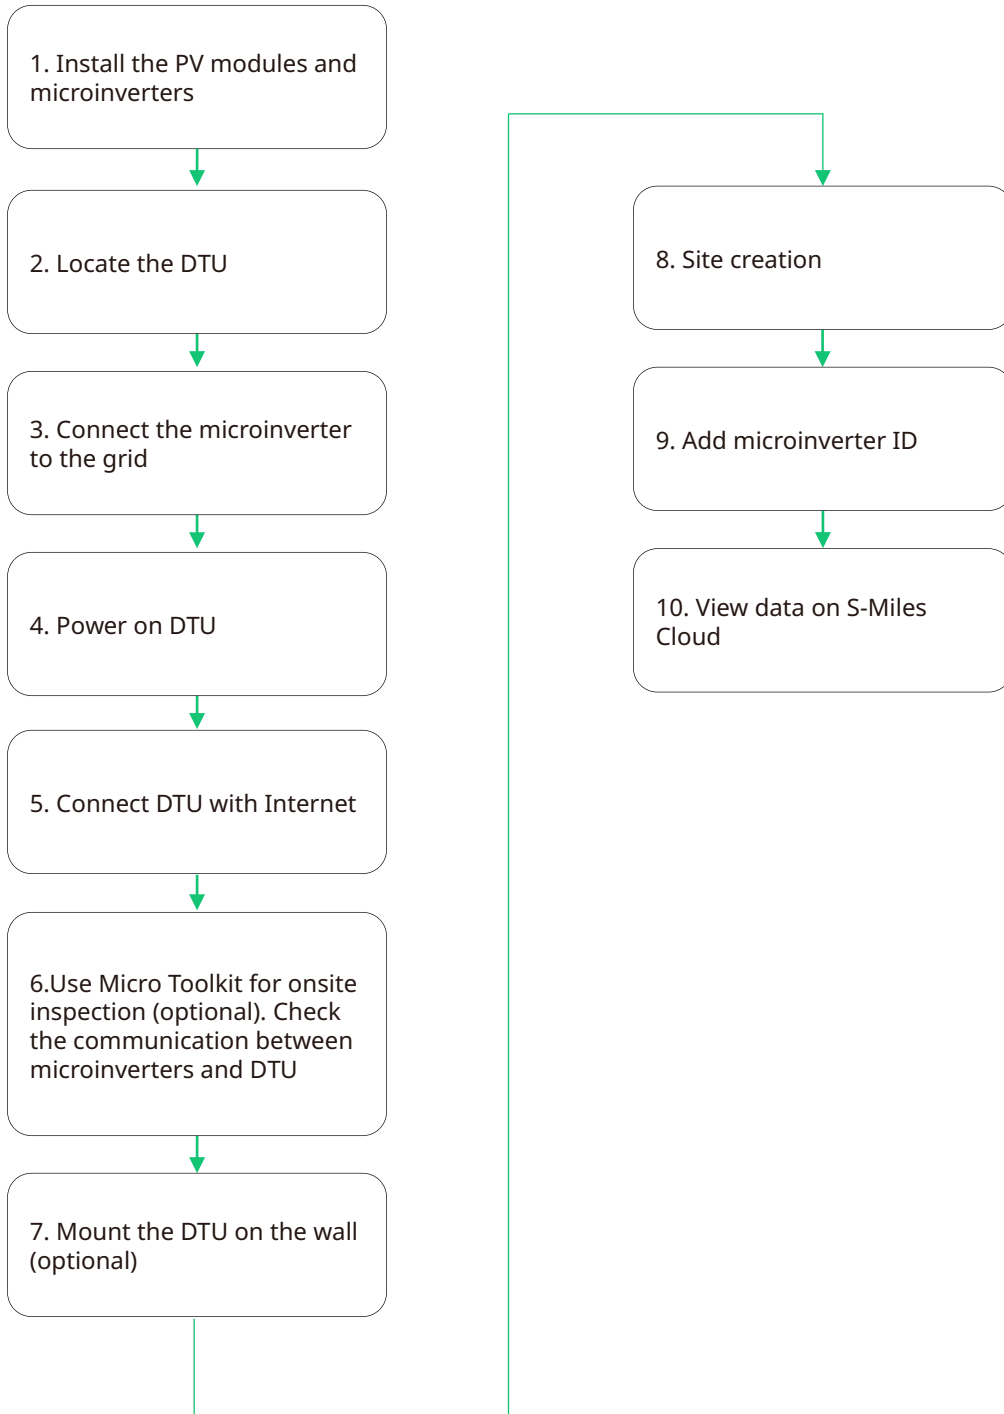 1. Install the PV modules and
microinverters
2. Locate the DTU
3. Connect the microinverter
to the grid
4. Power on DTU
5. Connect DTU with Internet
6.Use Micro Toolkit for onsite
inspection (optional). Check
the communication between
microinverters and DTU
7. Mount the DTU on the wall
(optional)
8. Site creation
9. Add microinverter ID
10. View data on S-Miles
Cloud